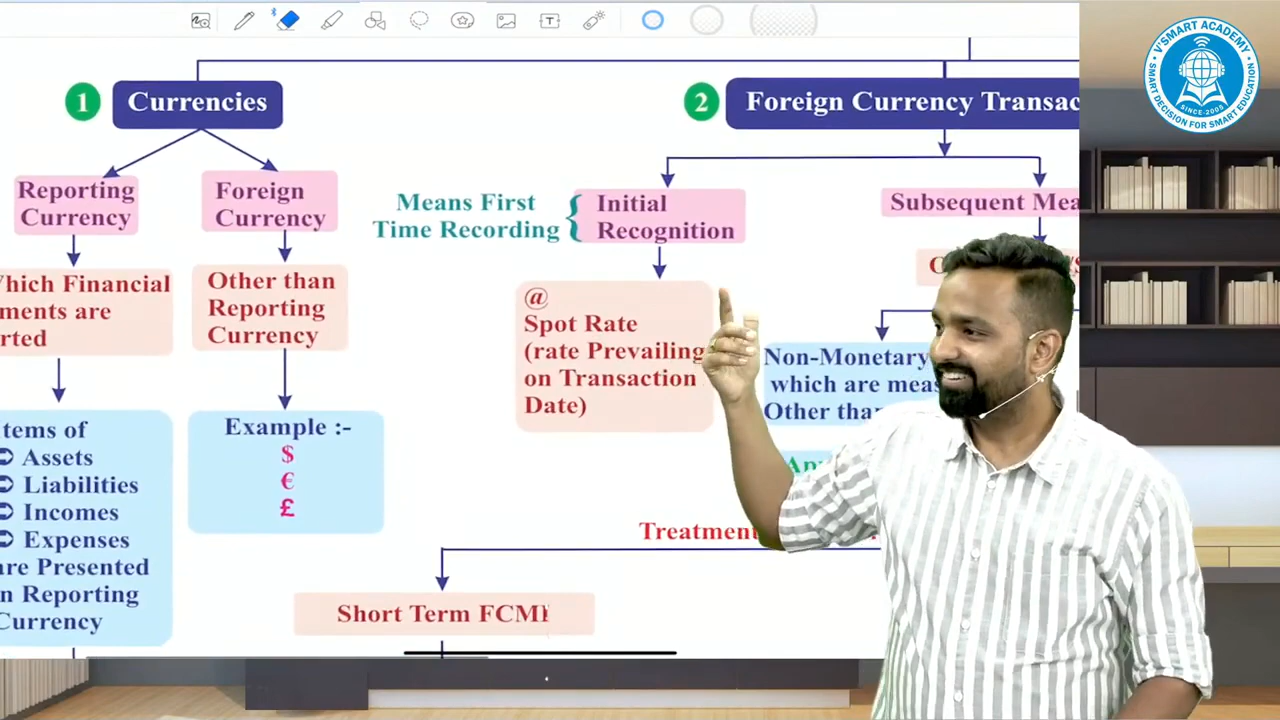 V'SMART ACADEMY
SINCE-2005
SMART DECISION FOR SMART EDUCATION
1
Currencies
2
Foreign Currency Transac
Reporting
Currency
Foreign
Currency
Means First
Time Recording
Initial
Recognition
Subsequent Mea
Which Financial
ments are
rted
Other than
Reporting
Currency
@
Spot Rate
(rate Prevailing
on Transaction
Date)
Non-Monetary
which are meas
Other tha
tems of
Assets
Liabilities
Incomes
Expenses
are Presented
n Reporting
Currency
Example :-
$
€
£
Treatment
Short Term FCMI